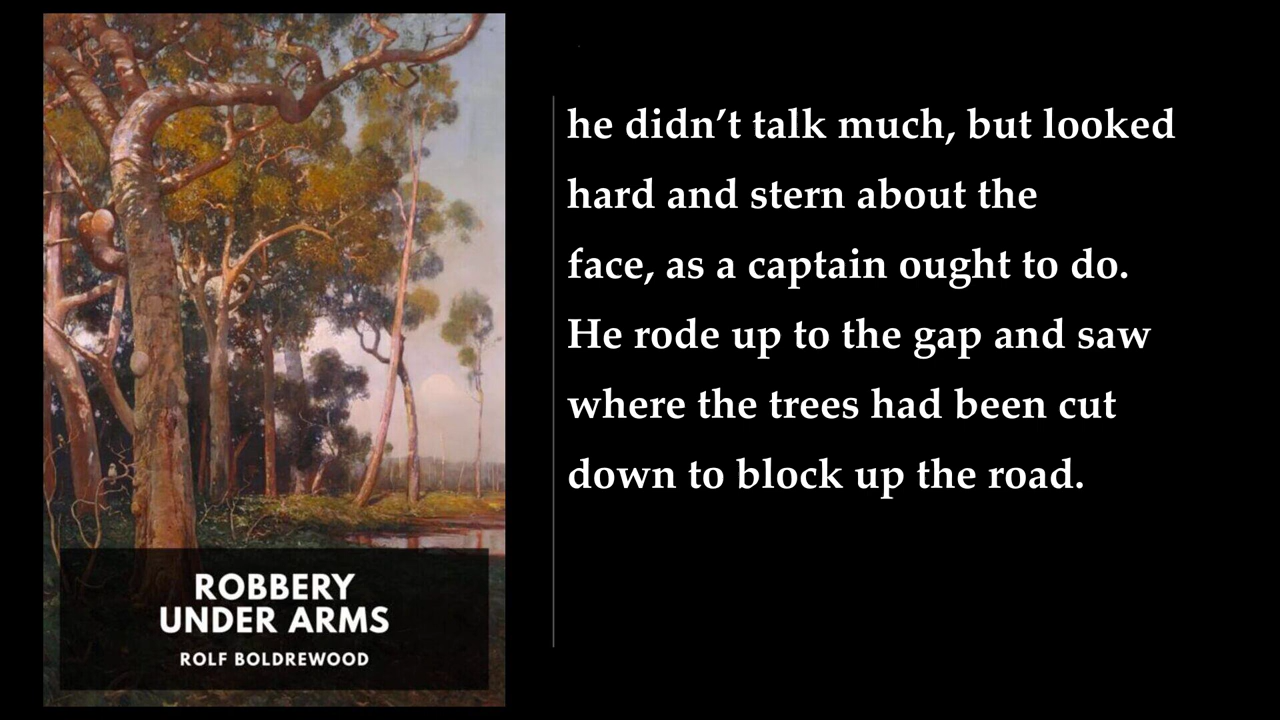 he didn’t talk much, but looked
hard and stern about the
face, as a captain ought to do.
He rode up to the gap and saw
where the trees had been cut
down to block up the road.
ROBBERY
UNDER ARMS
ROLF BOLDREWOOD